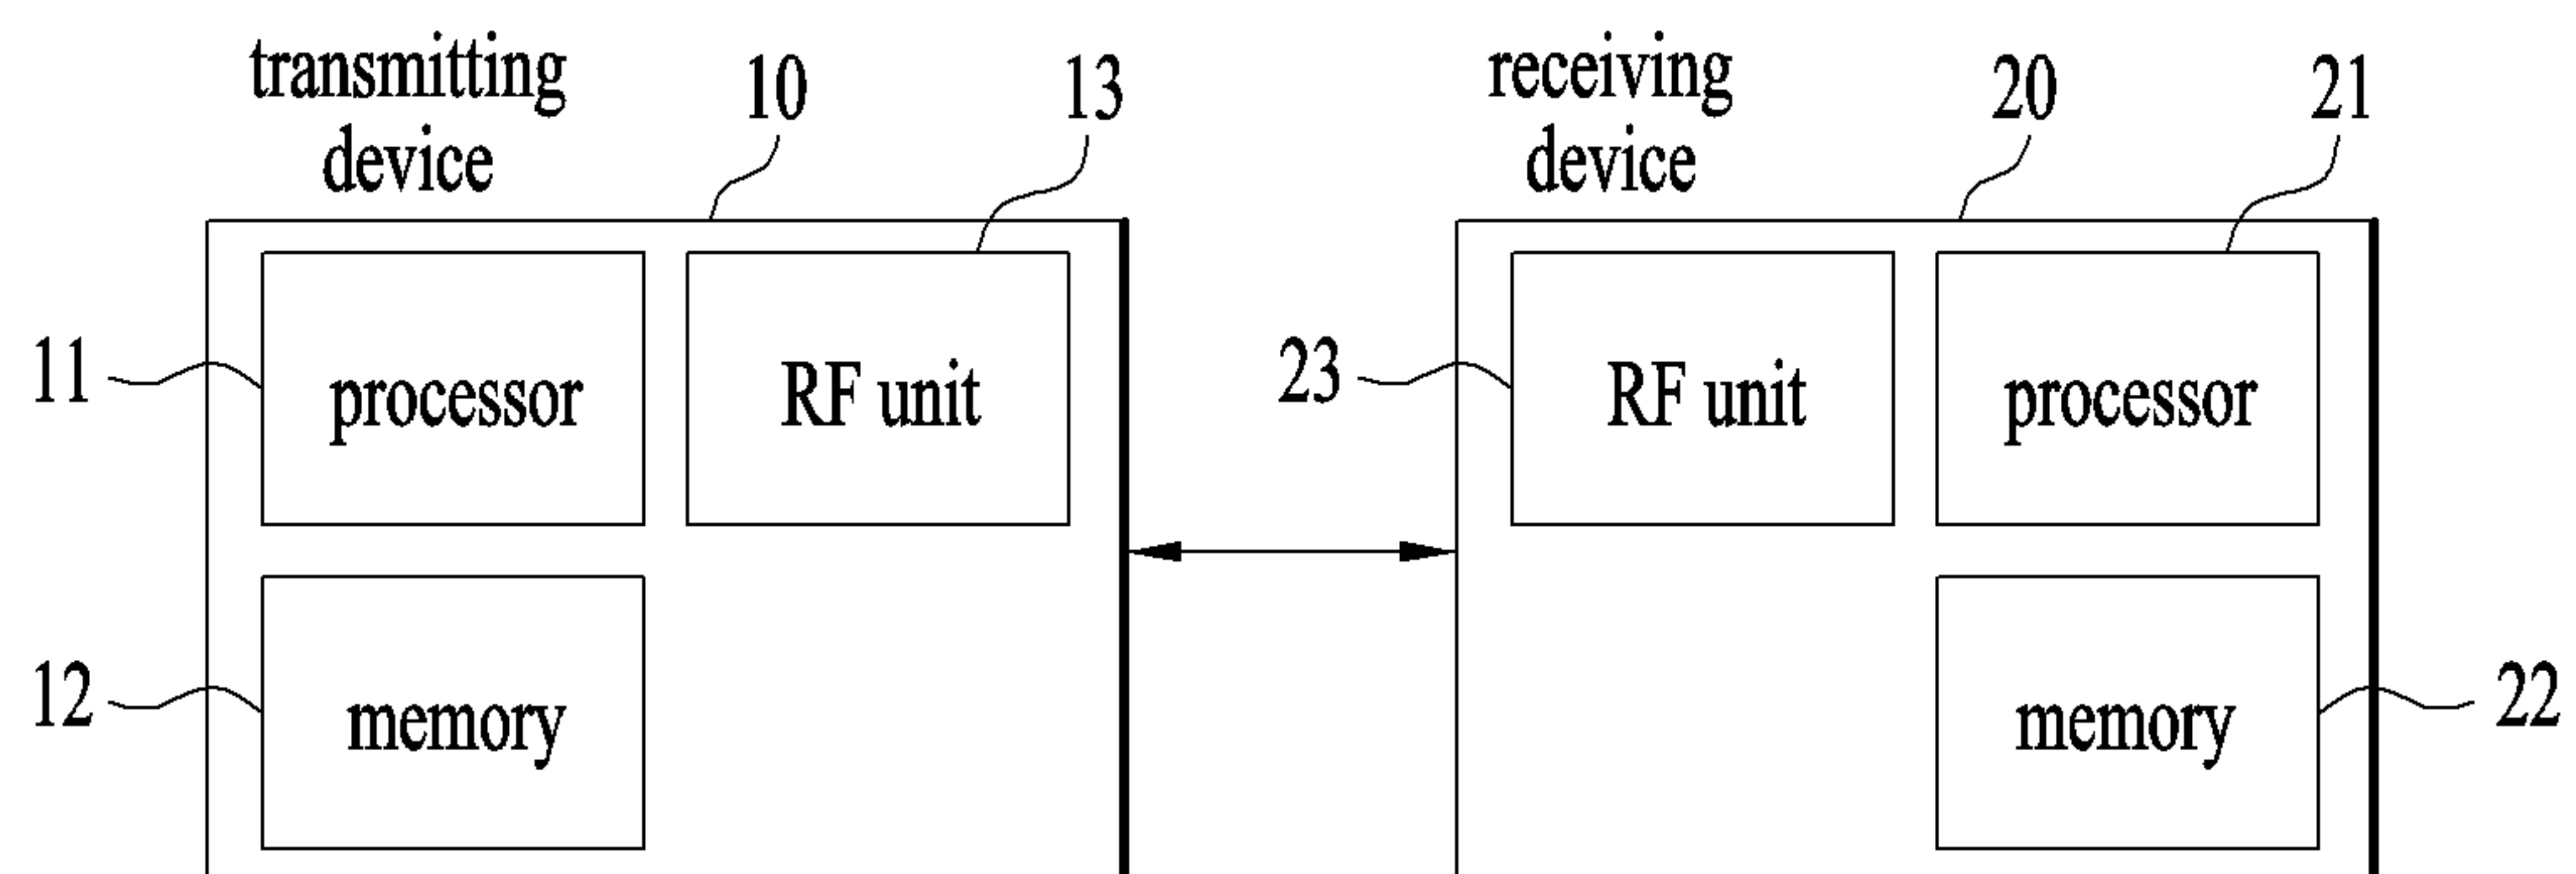 transmitting
device
10
13
receiving
device
20
21
11
processor
RF unit
23
RF unit
processor
12
memory
memory
22